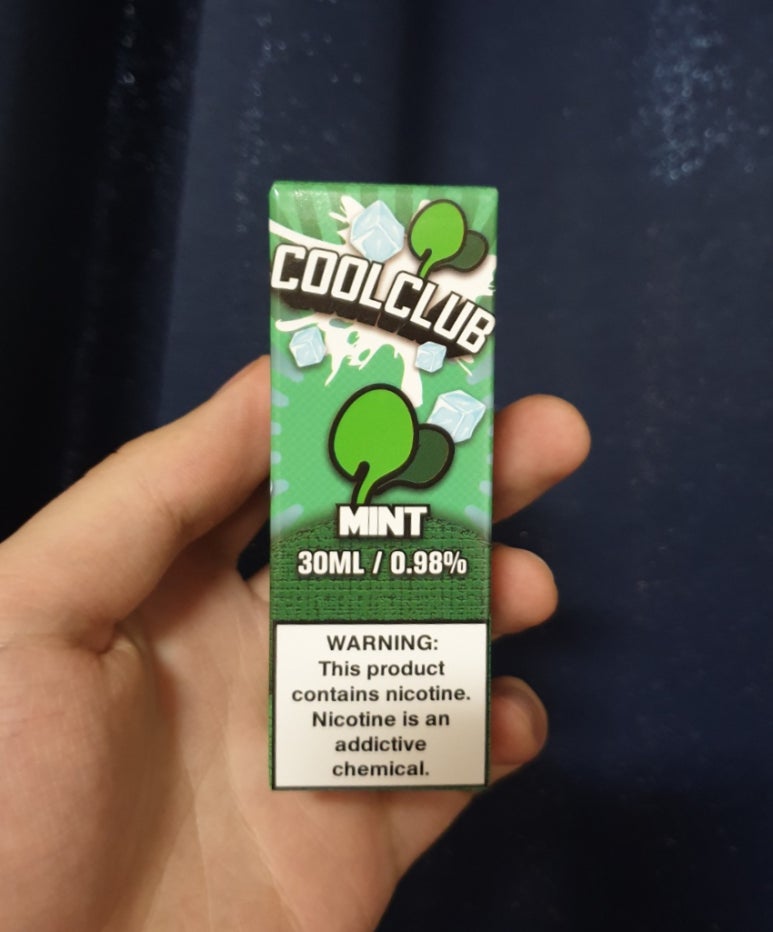 COOLCLUB
MINT
30ML / 0.98%
WARNING:
This product
contains nicotine.
Nicotine is an
addictive
chemical.